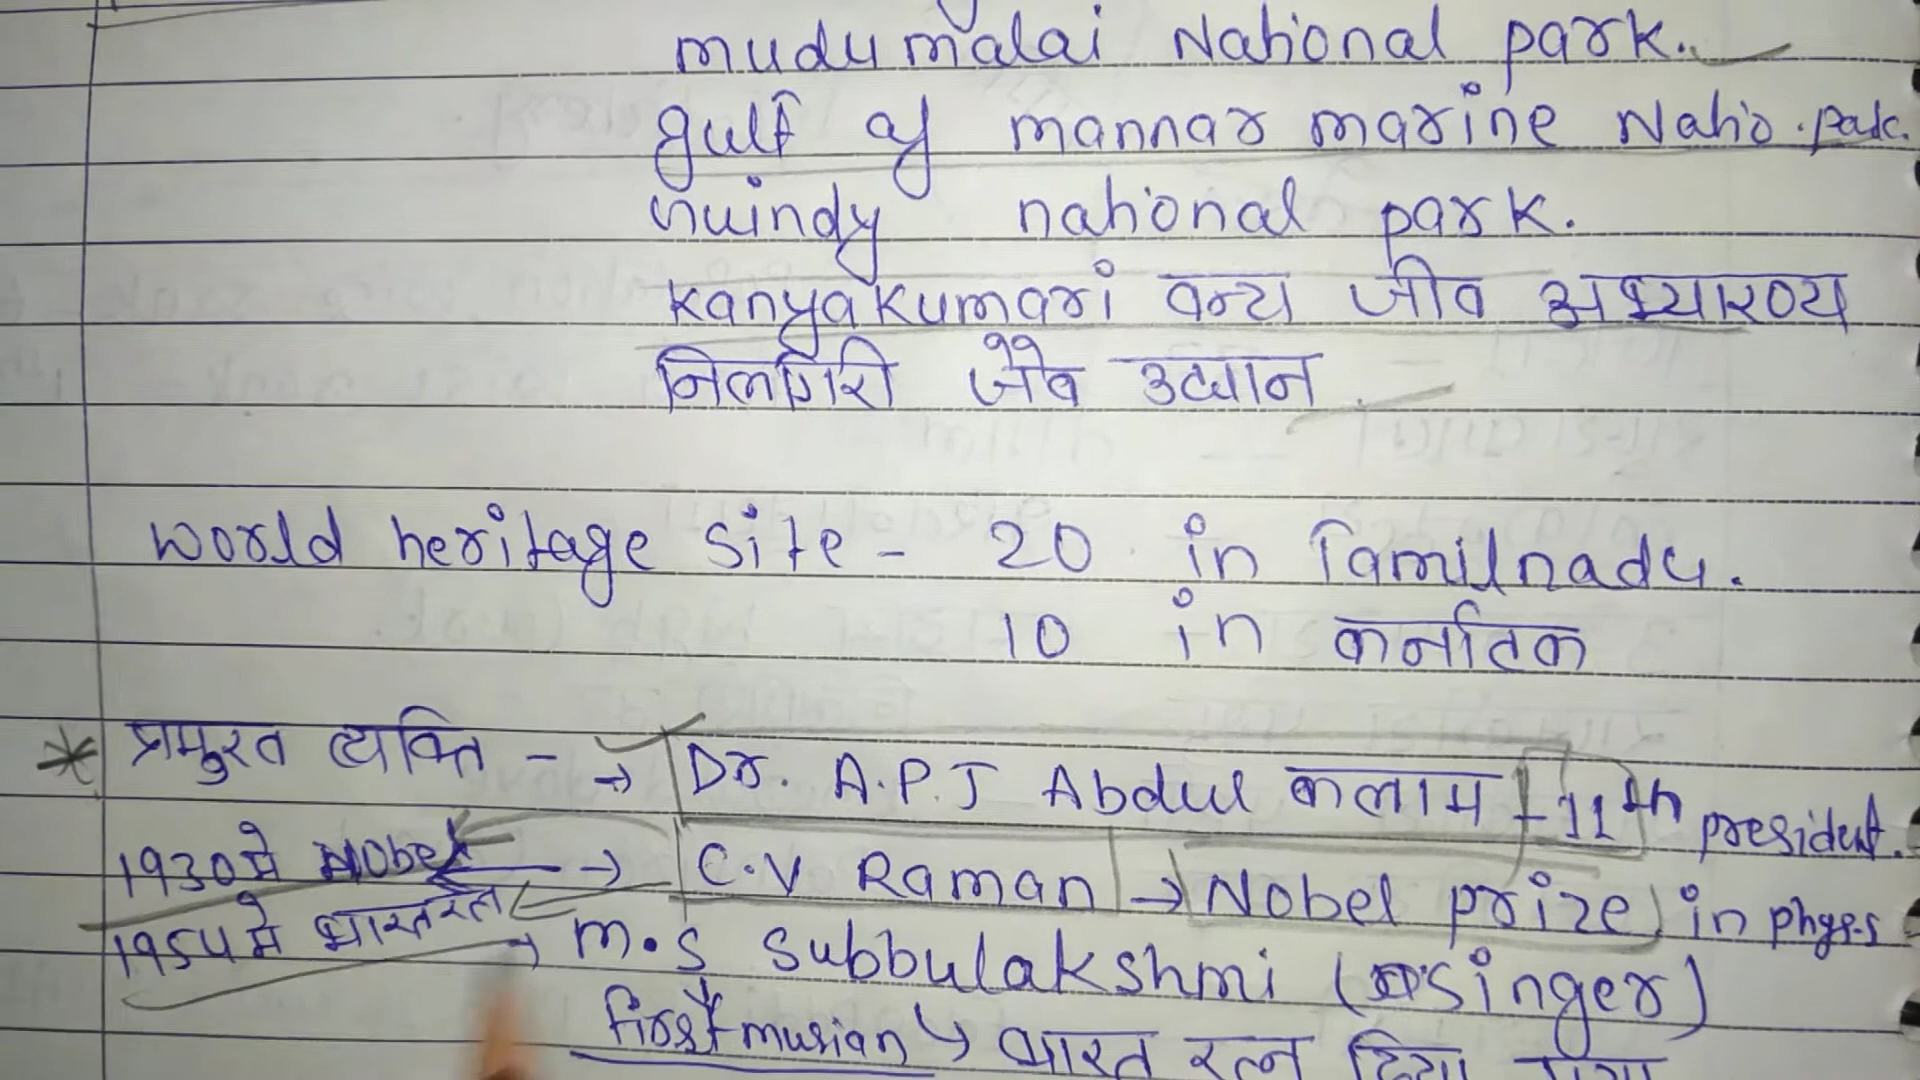 mudumalai National park.
gulf of mannar marine Natio. park.
Guindy national park.
kanyakumari वन्य जीव अभ्यारण्य
निलगिरी जैव उद्यान.
world heritage site - 20 in Tamilnadu.
10 in कर्नाटक
* प्रमुख व्यक्ति - → Dr. A.P.J Abdul कलाम - 11th president.
1930 मे Nobel → C.V Raman → Nobel prize in phys
1954 मे भारतरत्न → M.S Subbulakshmi (singer)
first musian ↳ भारत रत्न दिया गया